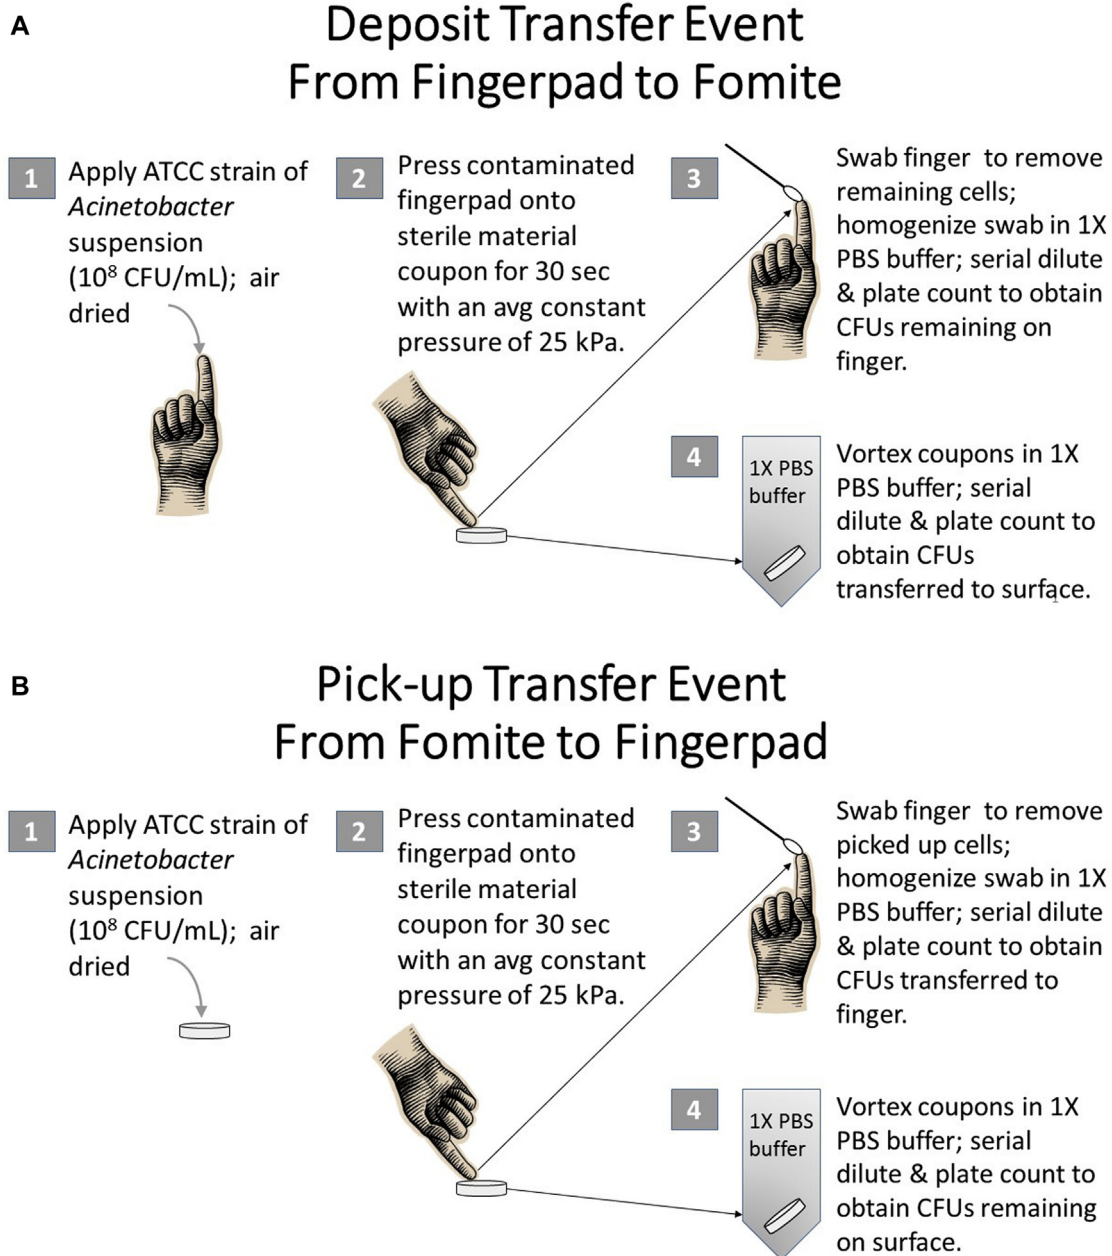 A
Deposit Transfer Event
From Fingerpad to Fomite
1
Apply ATCC strain of
Acinetobacter
suspension
(10⁸ CFU/mL); air
dried
2
Press contaminated
fingerpad onto
sterile material
coupon for 30 sec
with an avg constant
pressure of 25 kPa.
3
Swab finger to remove
remaining cells;
homogenize swab in 1X
PBS buffer; serial dilute
& plate count to obtain
CFUs remaining on
finger.
4
1X PBS
buffer
Vortex coupons in 1X
PBS buffer; serial
dilute & plate count to
obtain CFUs
transferred to surface.
B
Pick-up Transfer Event
From Fomite to Fingerpad
1
Apply ATCC strain of
Acinetobacter
suspension
(10⁸ CFU/mL); air
dried
2
Press contaminated
fingerpad onto
sterile material
coupon for 30 sec
with an avg constant
pressure of 25 kPa.
3
Swab finger to remove
picked up cells;
homogenize swab in 1X
PBS buffer; serial dilute
& plate count to obtain
CFUs transferred to
finger.
4
1X PBS
buffer
Vortex coupons in 1X
PBS buffer; serial
dilute & plate count to
obtain CFUs remaining
on surface.